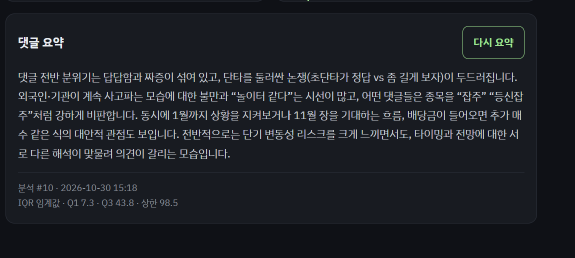 댓글 요약
다시 요약
댓글 전반 분위기는 답답함과 짜증이 섞여 있고, 단타를 둘러싼 논쟁(초단타가 정답 vs 좀 길게 보자)이 두드러집니다.
외국인·기관이 계속 사고파는 모습에 대한 불만과 “놀이터 같다”는 시선이 많고, 어떤 댓글들은 종목을 “잡주” “등신잡
주”처럼 강하게 비판합니다. 동시에 1월까지 상황을 지켜보거나 11월 장을 기대하는 흐름, 배당금이 들어오면 추가 매
수 같은 식의 대안적 관점도 보입니다. 전반적으로는 단기 변동성 리스크를 크게 느끼면서도, 타이밍과 전망에 대한 서
로 다른 해석이 맞물려 의견이 갈리는 모습입니다.
분석 #10 · 2026-10-30 15:18
IQR 임계값 · Q1 7.3 · Q3 43.8 · 상한 98.5